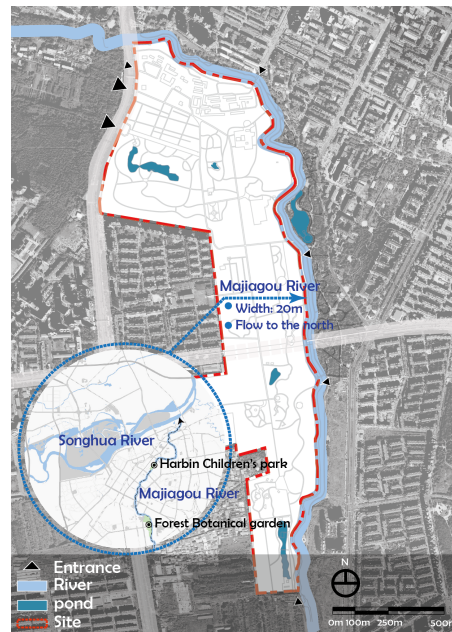 Majiagou River
Width: 20m
Flow to the north
Songhua River
Harbin Children's park
Majiagou River
Forest Botanical garden
Entrance
River
pond
Site
N
0m 100m 250m 500m